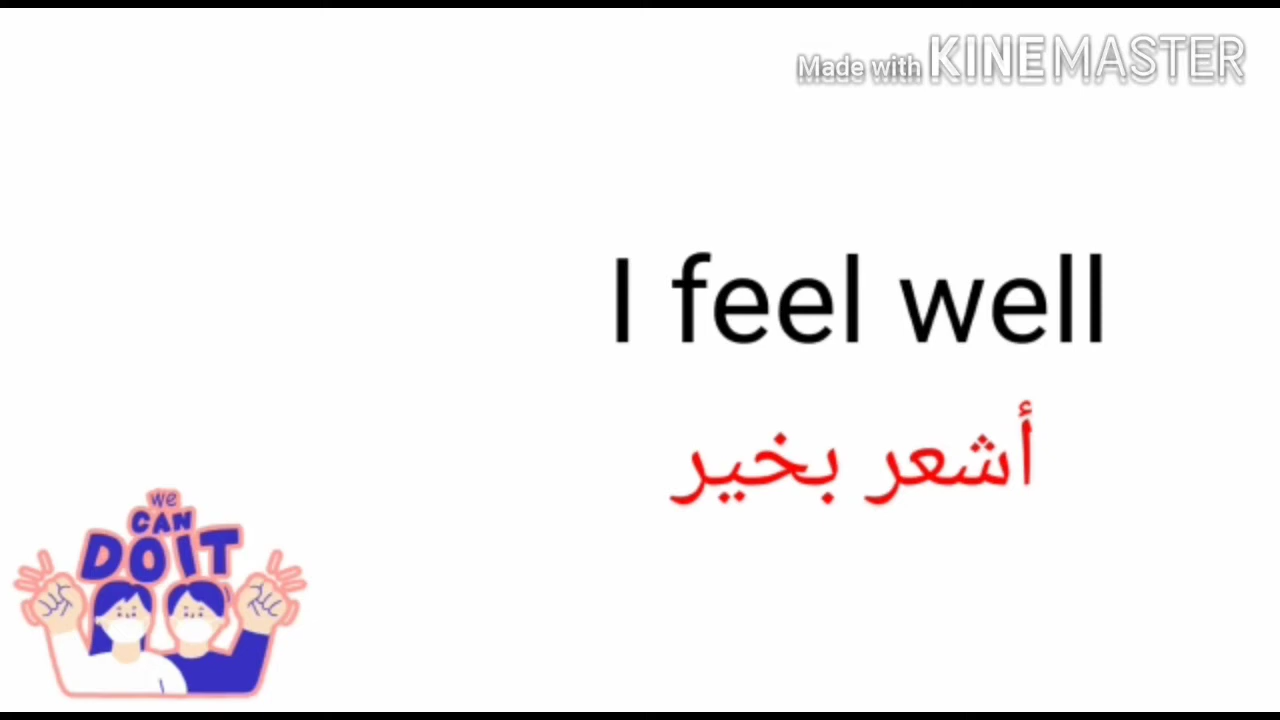 Made with KINEMASTER
I feel well
أشعر بخير
we
CAN
DO IT